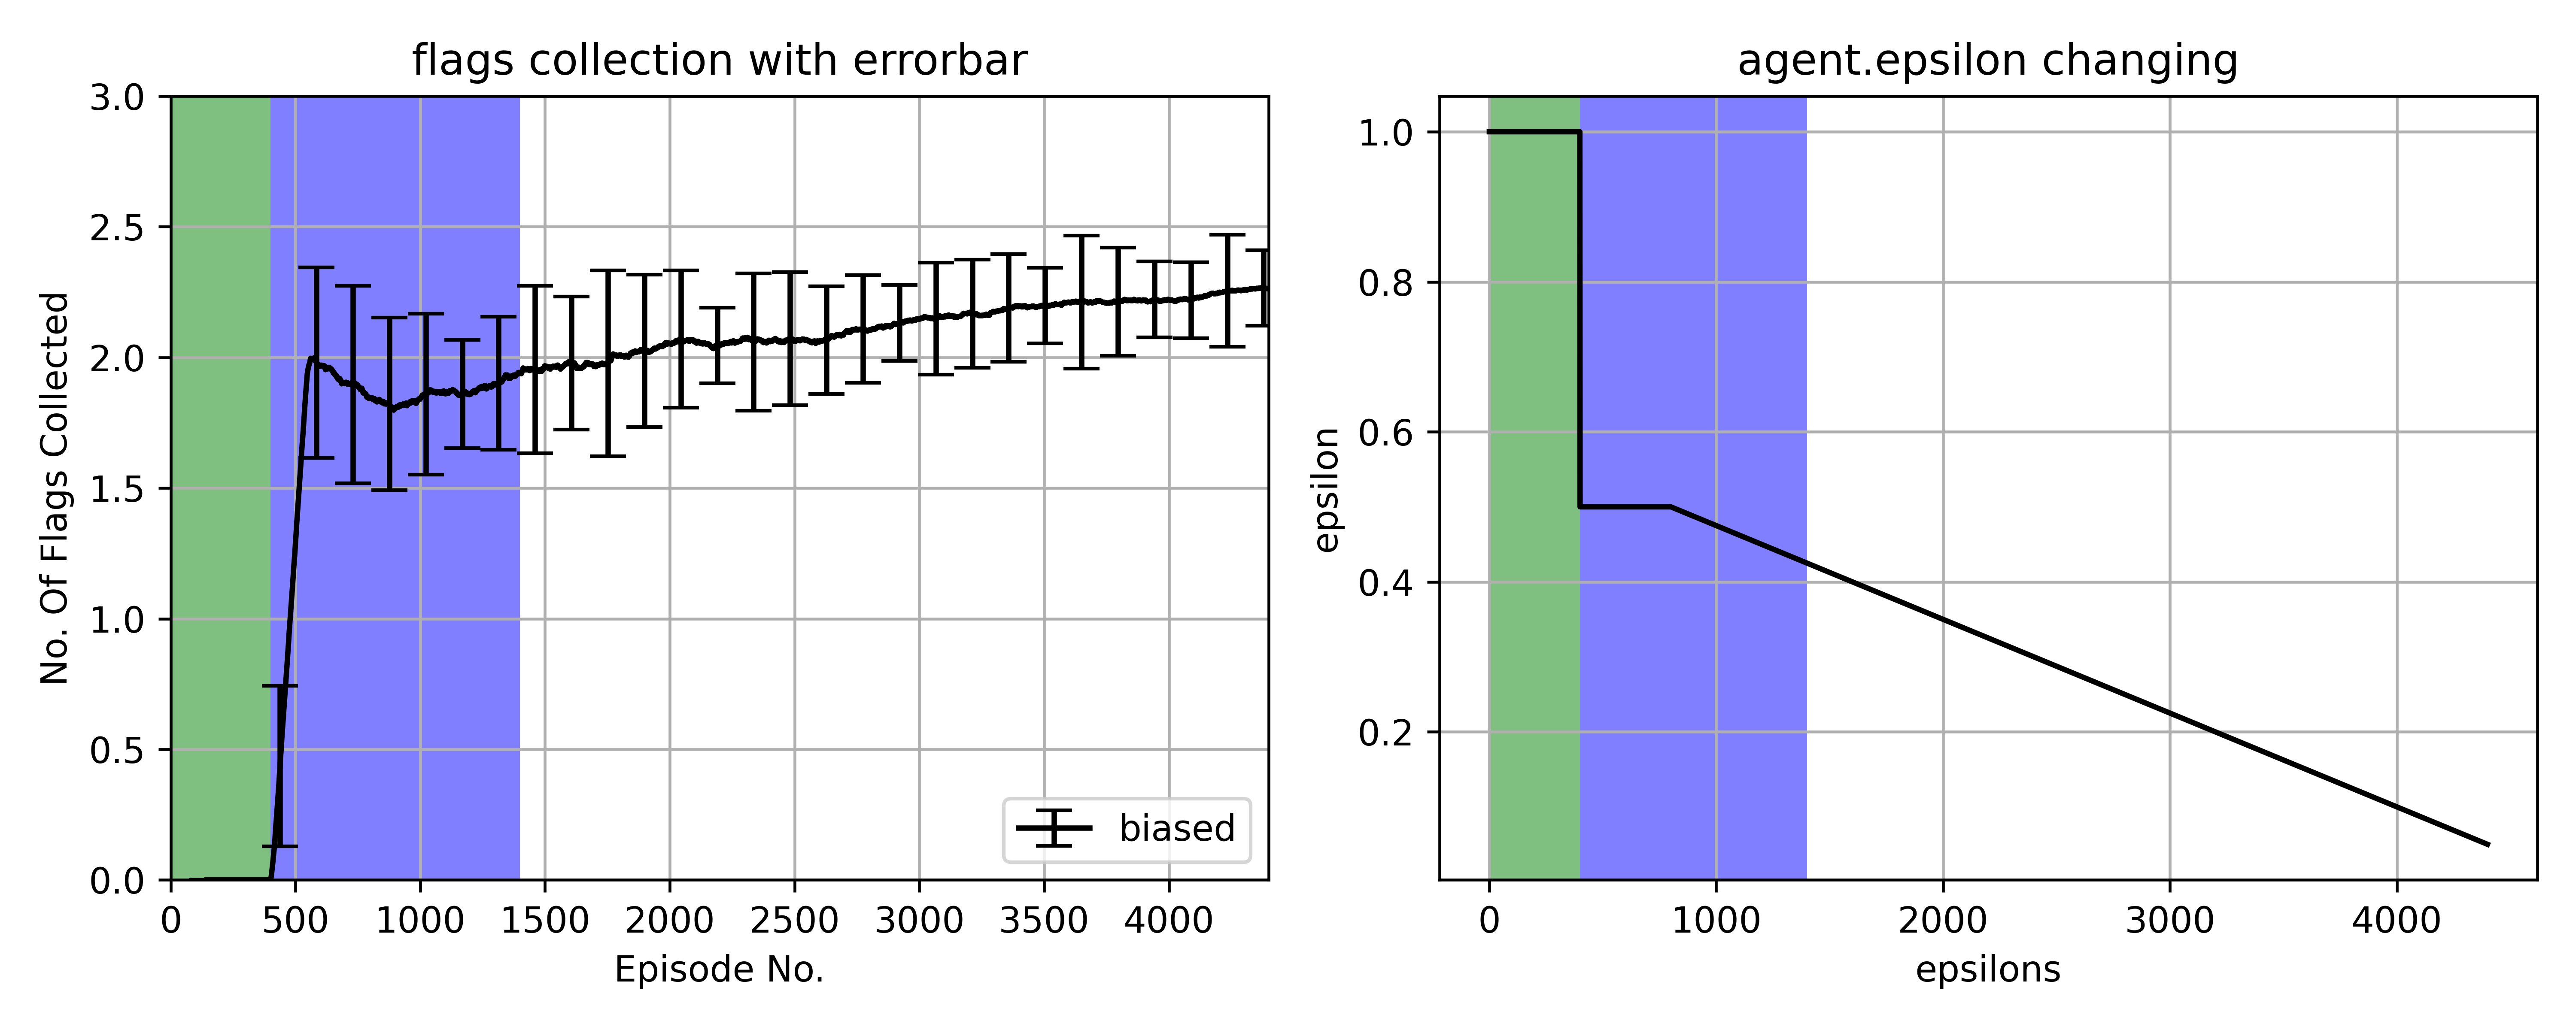 flags collection with errorbar
3.0
2.5
2.0
1.5
1.0
0.5
0.0
No. Of Flags Collected
0 500 1000 1500 2000 2500 3000 3500 4000
Episode No.
biased
agent.epsilon changing
1.0
0.8
0.6
0.4
0.2
epsilon
0 1000 2000 3000 4000
epsilons